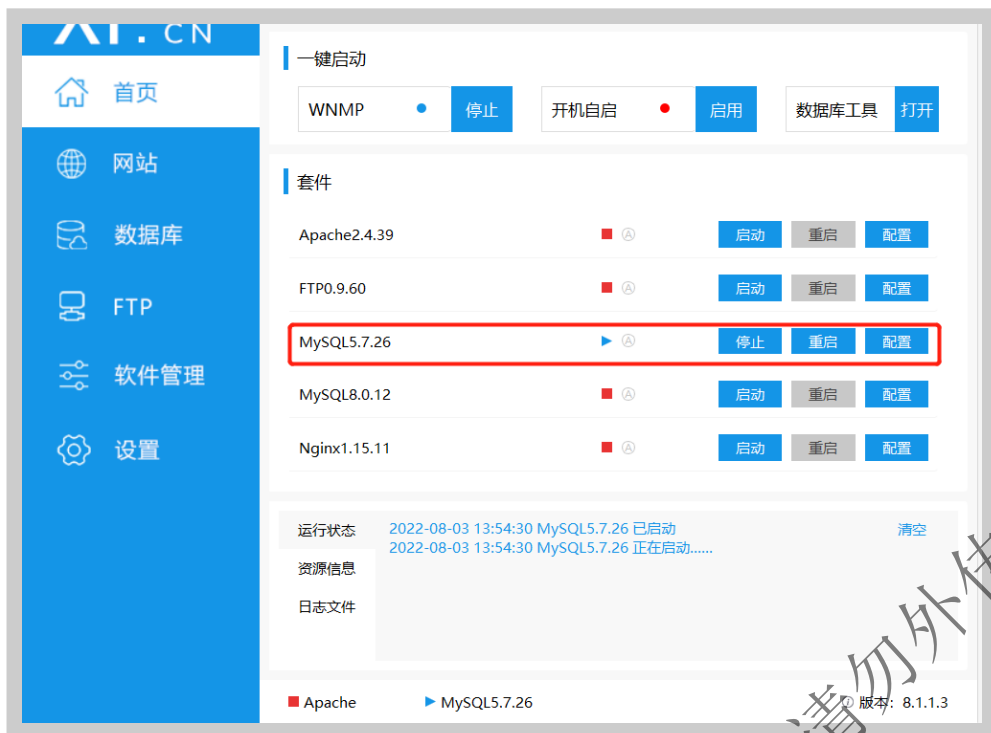 .CN
首页
网站
数据库
FTP
软件管理
设置
一键启动
WNMP 停止 开机自启 启用 数据库工具 打开
套件
Apache2.4.39 启动 重启 配置
FTP0.9.60 启动 重启 配置
MySQL5.7.26 停止 重启 配置
MySQL8.0.12 启动 重启 配置
Nginx1.15.11 启动 重启 配置
运行状态 2022-08-03 13:54:30 MySQL5.7.26 已启动 清空
2022-08-03 13:54:30 MySQL5.7.26 正在启动......
资源信息
日志文件
Apache MySQL5.7.26 版本: 8.1.1.3
请勿外传